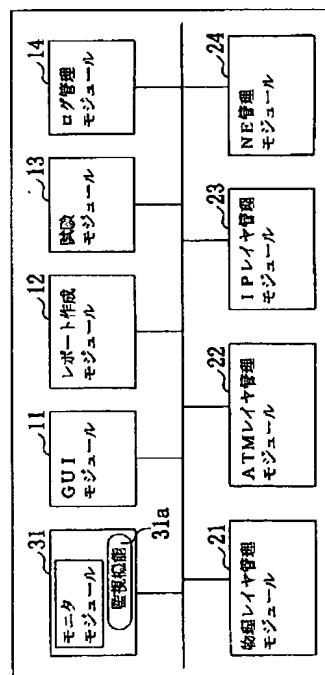 31
モニタ
モジュール
監視機能
31a
11
GUI
モジュール
12
レポート作成
モジュール
13
試験
モジュール
14
ログ管理
モジュール
21
物理レイヤ管理
モジュール
22
ATMレイヤ管理
モジュール
23
IPレイヤ管理
モジュール
24
NE管理
モジュール